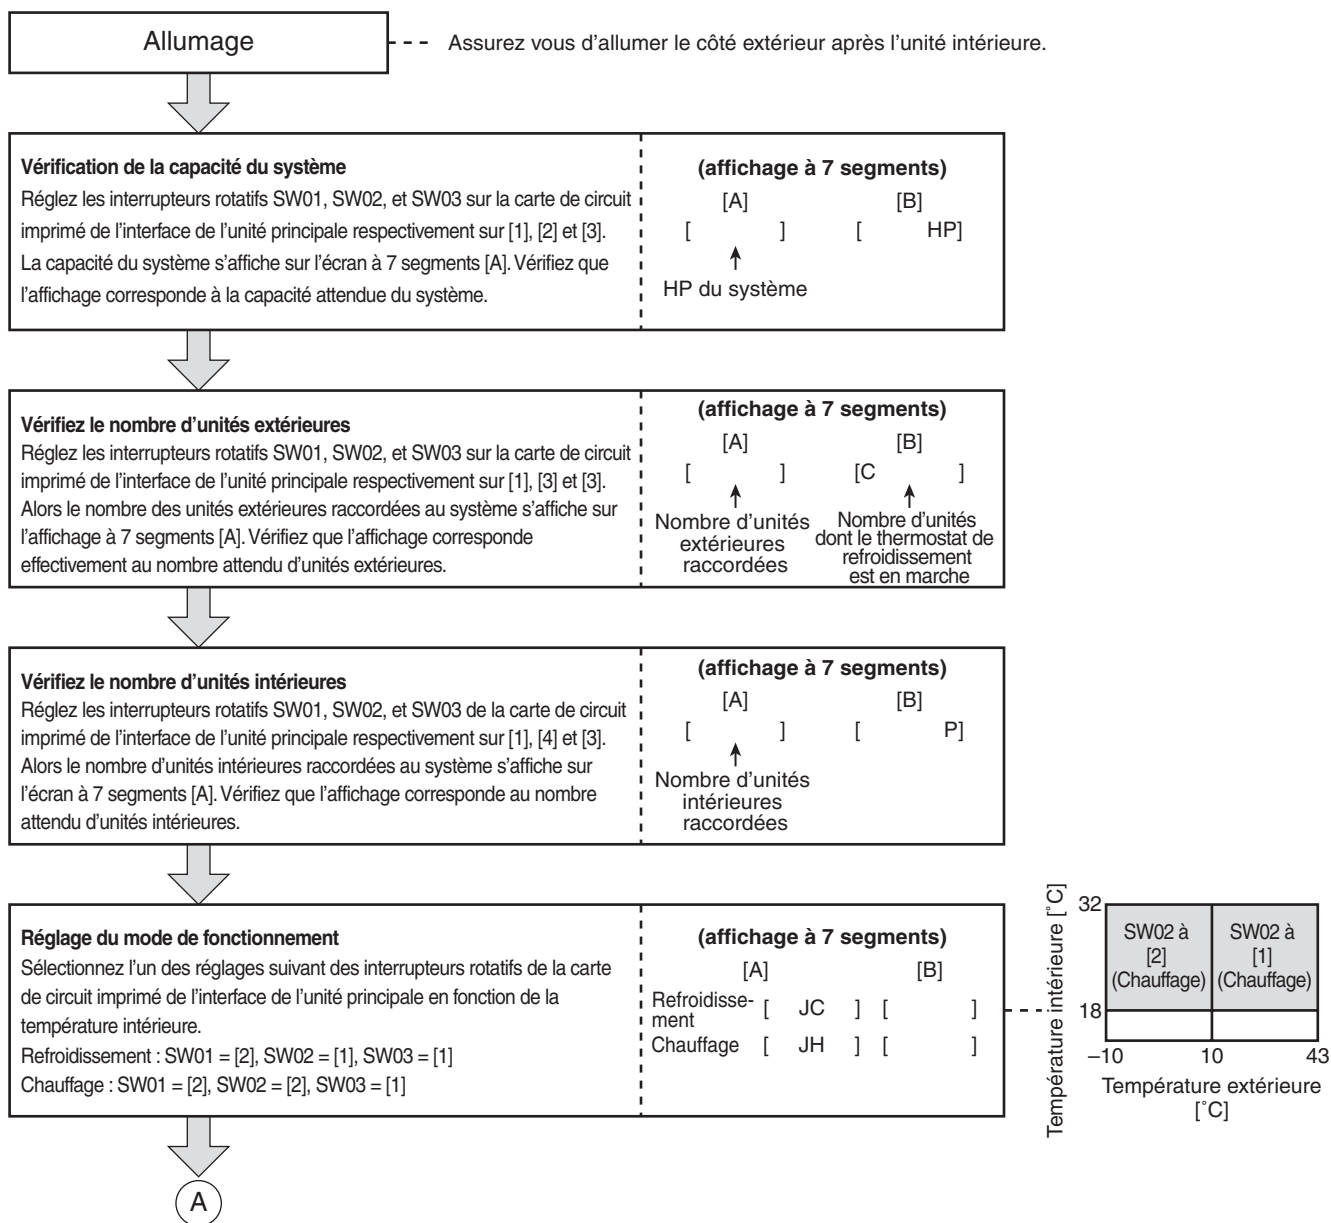 Allumage
Assurez vous d'allumer le côté extérieur après l'unité intérieure.
Vérification de la capacité du système
Réglez les interrupteurs rotatifs SW01, SW02, et SW03 sur la carte de circuit
imprimé de l'interface de l'unité principale respectivement sur [1], [2] et [3].
La capacité du système s'affiche sur l'écran à 7 segments [A]. Vérifiez que
l'affichage corresponde à la capacité attendue du système.
(affichage à 7 segments)
[A] [B]
[ ] [ HP]
HP du système
Vérifiez le nombre d'unités extérieures
Réglez les interrupteurs rotatifs SW01, SW02, et SW03 sur la carte de circuit
imprimé de l'interface de l'unité principale respectivement sur [1], [3] et [3].
Alors le nombre des unités extérieures raccordées au système s'affiche sur
l'affichage à 7 segments [A]. Vérifiez que l'affichage corresponde
effectivement au nombre attendu d'unités extérieures.
(affichage à 7 segments)
[A] [B]
[ ] [C ]
Nombre d'unités
extérieures
raccordées
Nombre d'unités
dont le thermostat de
refroidissement
est en marche
Vérifiez le nombre d'unités intérieures
Réglez les interrupteurs rotatifs SW01, SW02, et SW03 de la carte de circuit
imprimé de l'interface de l'unité principale respectivement sur [1], [4] et [3].
Alors le nombre d'unités intérieures raccordées au système s'affiche sur
l'écran à 7 segments [A]. Vérifiez que l'affichage corresponde au nombre
attendu d'unités intérieures.
(affichage à 7 segments)
[A] [B]
[ ] [ P]
Nombre d'unités
intérieures
raccordées
Réglage du mode de fonctionnement
Sélectionnez l'un des réglages suivant des interrupteurs rotatifs de la carte
de circuit imprimé de l'interface de l'unité principale en fonction de la
température intérieure.
Refroidissement : SW01 = [2], SW02 = [1], SW03 = [1]
Chauffage : SW01 = [2], SW02 = [2], SW03 = [1]
(affichage à 7 segments)
[A] [B]
Refroidisse-
ment [ JC ] [ ]
Chauffage [ JH ] [ ]
Température intérieure [˚C]
32
18
SW02 à
[2]
(Chauffage)
SW02 à
[1]
(Chauffage)
–10 10 43
Température extérieure
[˚C]
A